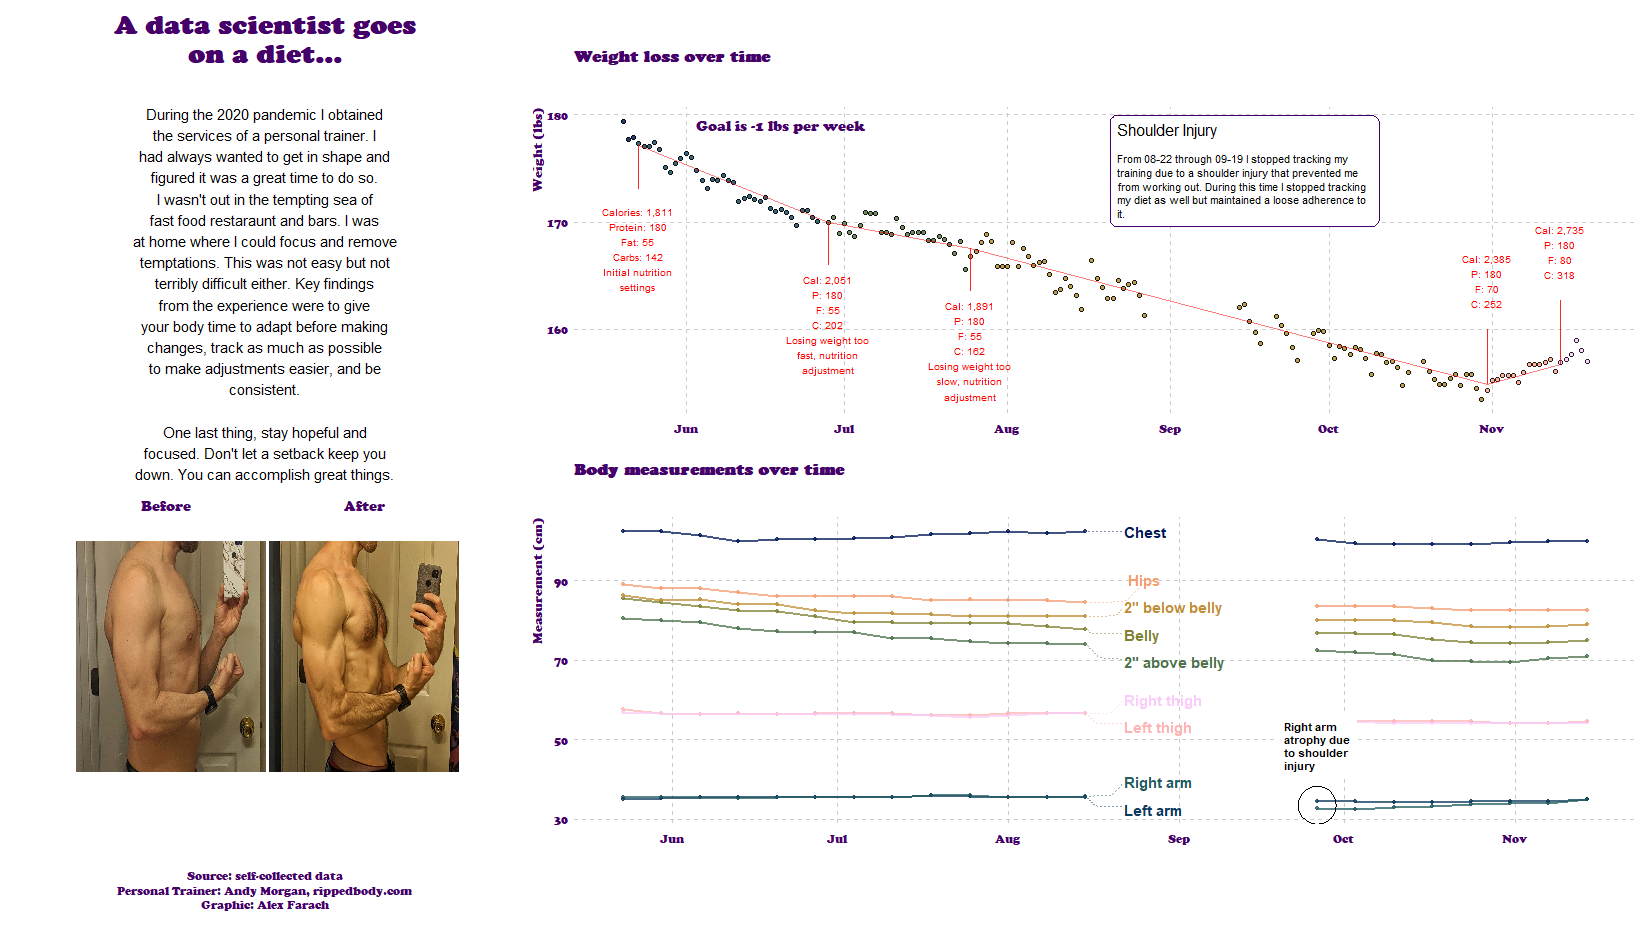 A data scientist goes
on a diet...
During the 2020 pandemic I obtained
the services of a personal trainer. I
had always wanted to get in shape and
figured it was a great time to do so.
I wasn't out in the tempting sea of
fast food restaraunt and bars. I was
at home where I could focus and remove
temptations. This was not easy but not
terribly difficult either. Key findings
from the experience were to give
your body time to adapt before making
changes, track as much as possible
to make adjustments easier, and be
consistent.
One last thing, stay hopeful and
focused. Don't let a setback keep you
down. You can accomplish great things.
Before
After
Source: self-collected data
Personal Trainer: Andy Morgan, rippedbody.com
Graphic: Alex Farach
Weight loss over time
Weight (lbs)
180
170
160
Goal is -1 lbs per week
Calories: 1,811
Protein: 180
Fat: 55
Carbs: 142
Initial nutrition
settings
Cal: 2,051
P: 180
F: 55
C: 202
Losing weight too
fast, nutrition
adjustment
Cal: 1,891
P: 180
F: 55
C: 162
Losing weight too
slow, nutrition
adjustment
Shoulder Injury
From 08-22 through 09-19 I stopped tracking my
training due to a shoulder injury that prevented me
from working out. During this time I stopped tracking
my diet as well but maintained a loose adherence to
it.
Cal: 2,385
P: 180
F: 70
C: 252
Cal: 2,735
P: 180
F: 80
C: 318
Jun
Jul
Aug
Sep
Oct
Nov
Body measurements over time
Measurement (cm)
90
70
50
30
Chest
Hips
2" below belly
Belly
2" above belly
Right thigh
Left thigh
Right arm
Left arm
Right arm
atrophy due
to shoulder
injury
Jun
Jul
Aug
Sep
Oct
Nov